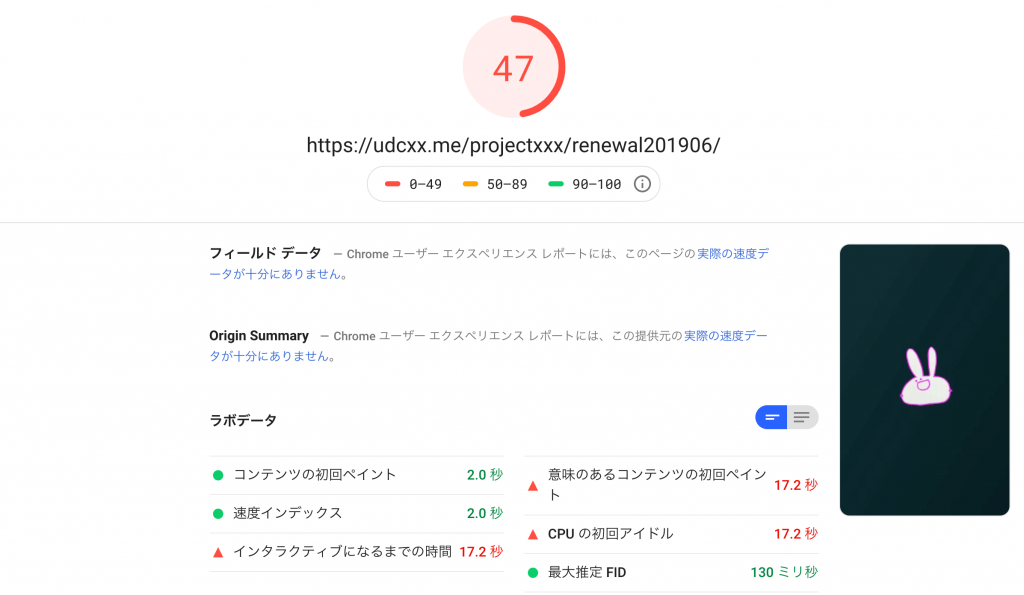 47
https://udcxx.me/projectxxx/renewal201906/
0–49 50–89 90–100
フィールド データ — Chrome ユーザー エクスペリエンス レポートには、このページの実際の速度デ
ータが十分にありません。
Origin Summary — Chrome ユーザー エクスペリエンス レポートには、この提供元の実際の速度デー
タが十分にありません。
ラボデータ
コンテンツの初回ペイント 2.0 秒
速度インデックス 2.0 秒
インタラクティブになるまでの時間 17.2 秒
意味のあるコンテンツの初回ペイン
ト 17.2 秒
CPU の初回アイドル 17.2 秒
最大推定 FID 130 ミリ秒